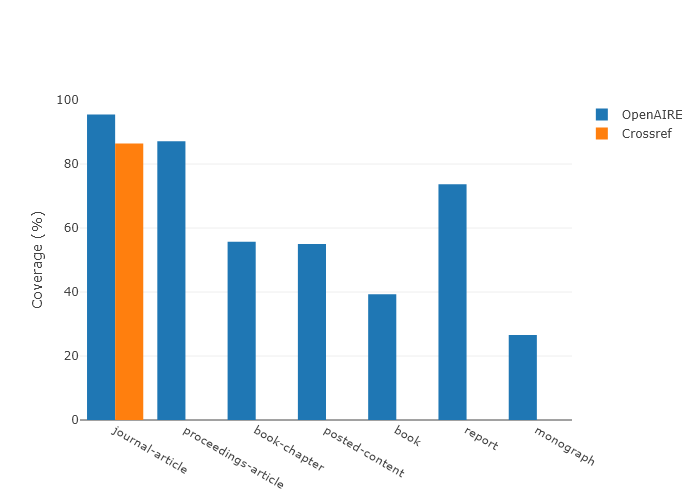 OpenAIRE
Crossref
Coverage (%)
100
80
60
40
20
0
journal-article
proceedings-article
book-chapter
posted-content
book
report
monograph